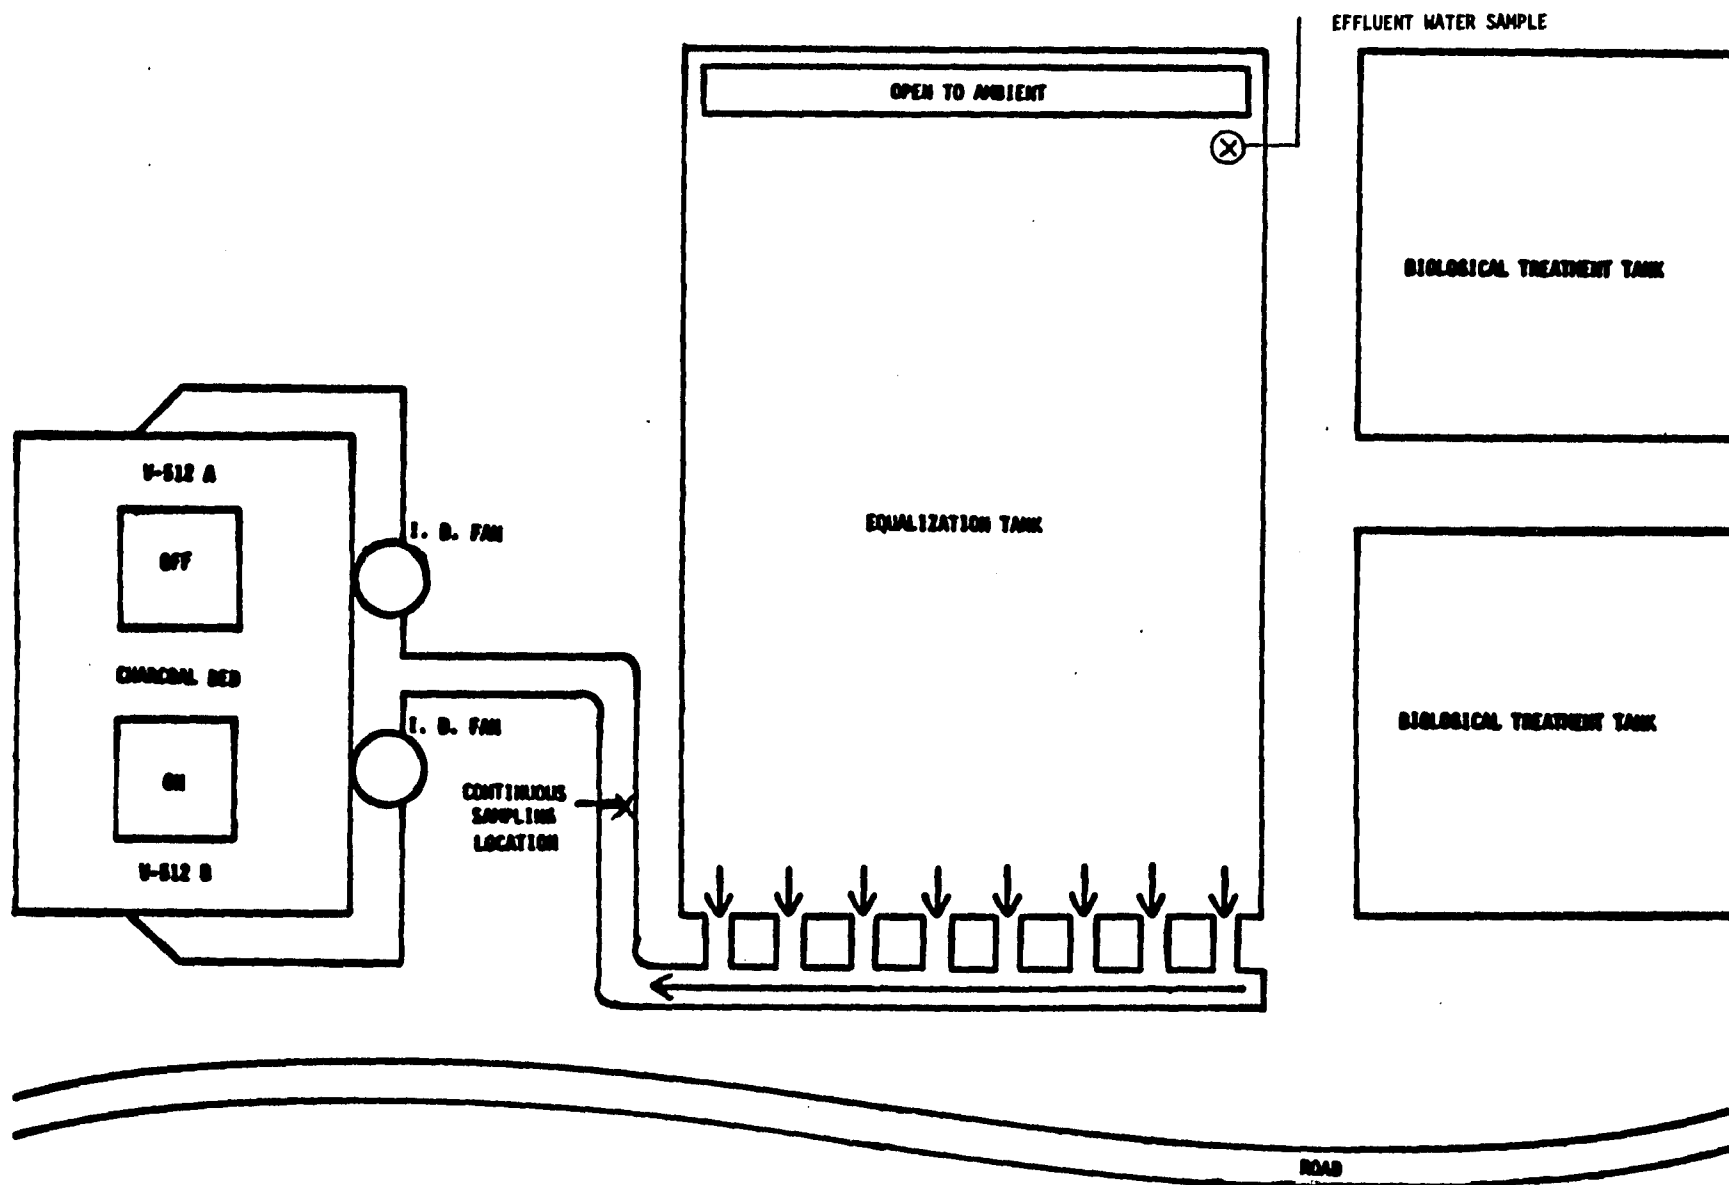 EFFLUENT WATER SAMPLE
OPEN TO AMBIENT
BIOLOGICAL TREATMENT TANK
V-512 A
OFF
I. D. FAN
EQUALIZATION TANK
CHARCOAL BED
I. D. FAN
BIOLOGICAL TREATMENT TANK
ON
CONTINUOUS
SAMPLING
LOCATION
V-512 B
ROAD